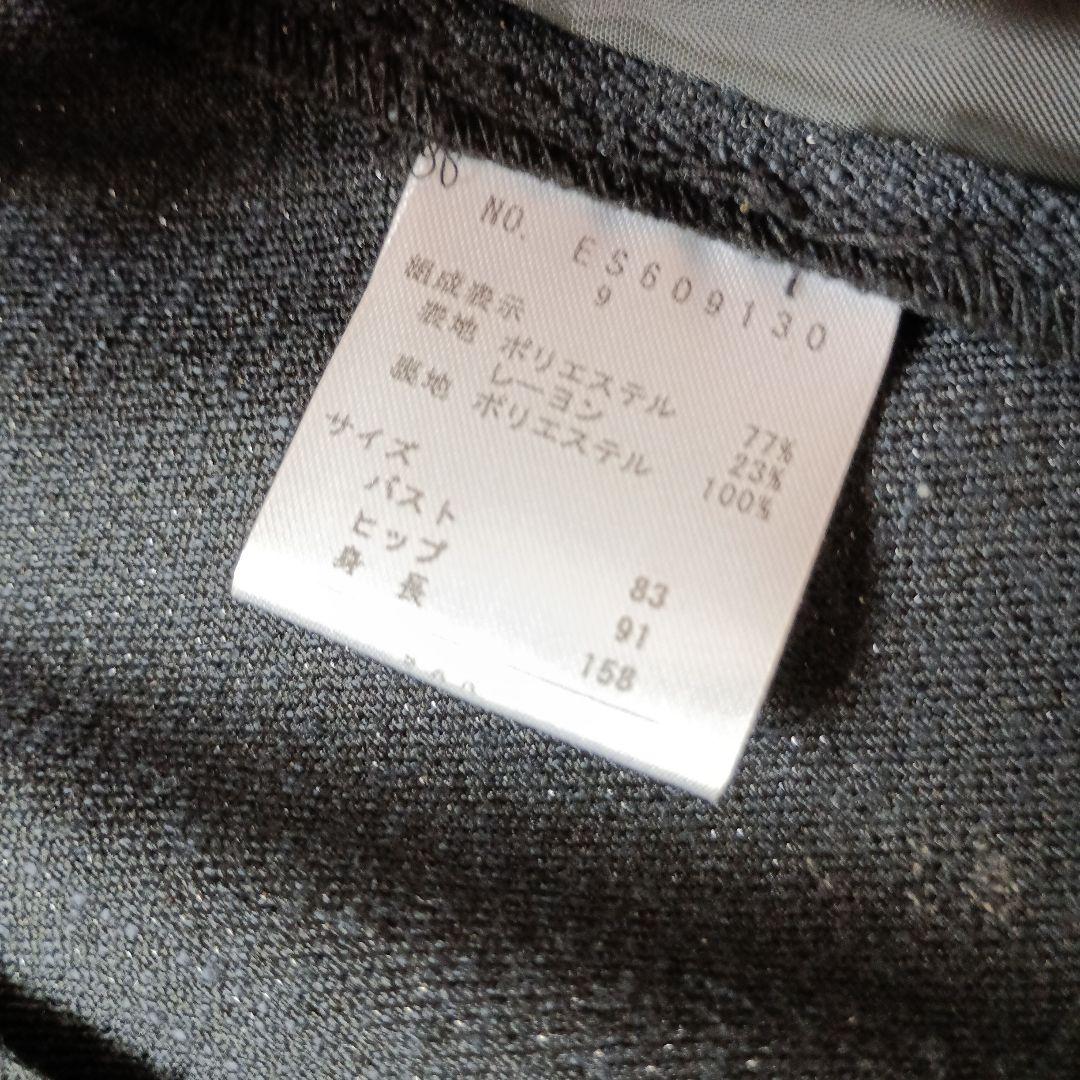 NO. ES609130
9
組成表示
表地 ポリエステル 77%
レーヨン 23%
裏地 ポリエステル 100%
サイズ
バスト 83
ヒップ 91
身長 158